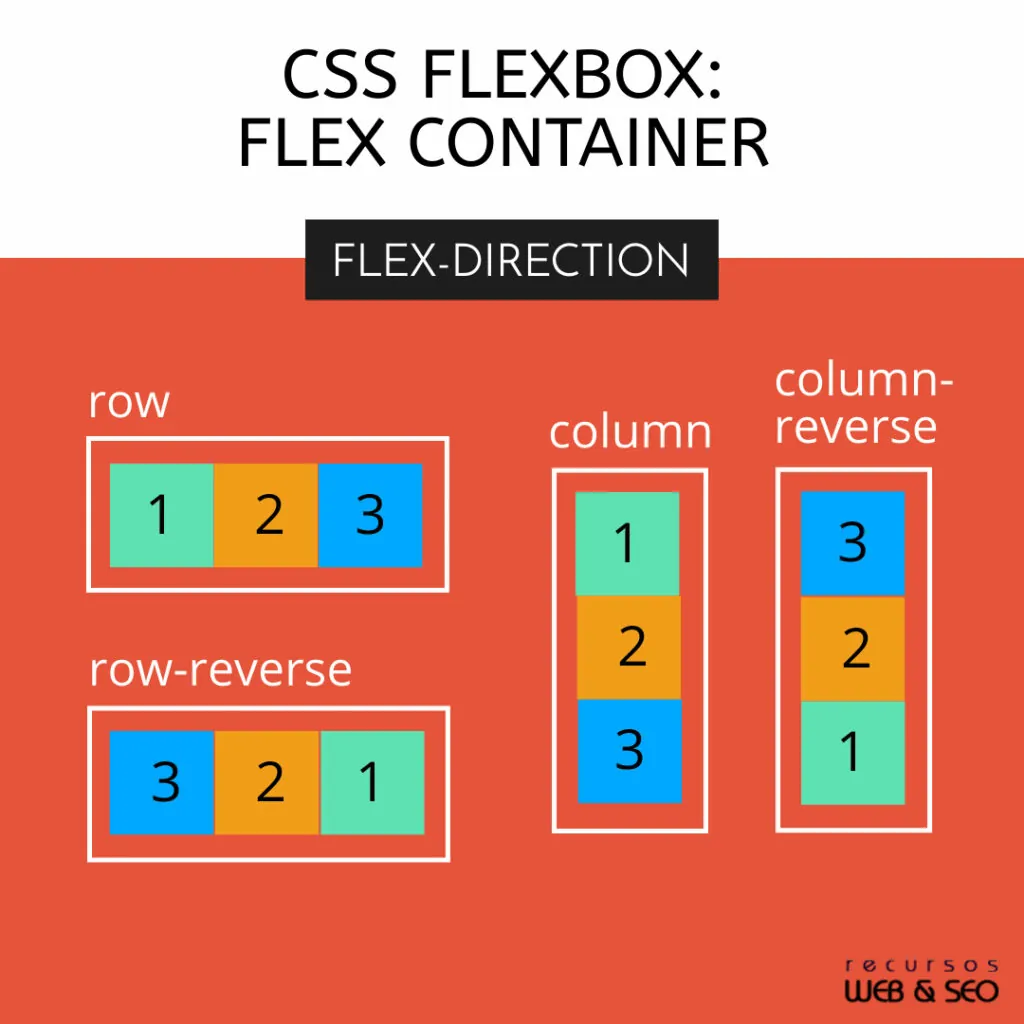 CSS FLEXBOX:
FLEX CONTAINER
FLEX-DIRECTION
row
1 2 3
row-reverse
3 2 1
column
1
2
3
column-
reverse
3
2
1
recursos
WEB & SEO